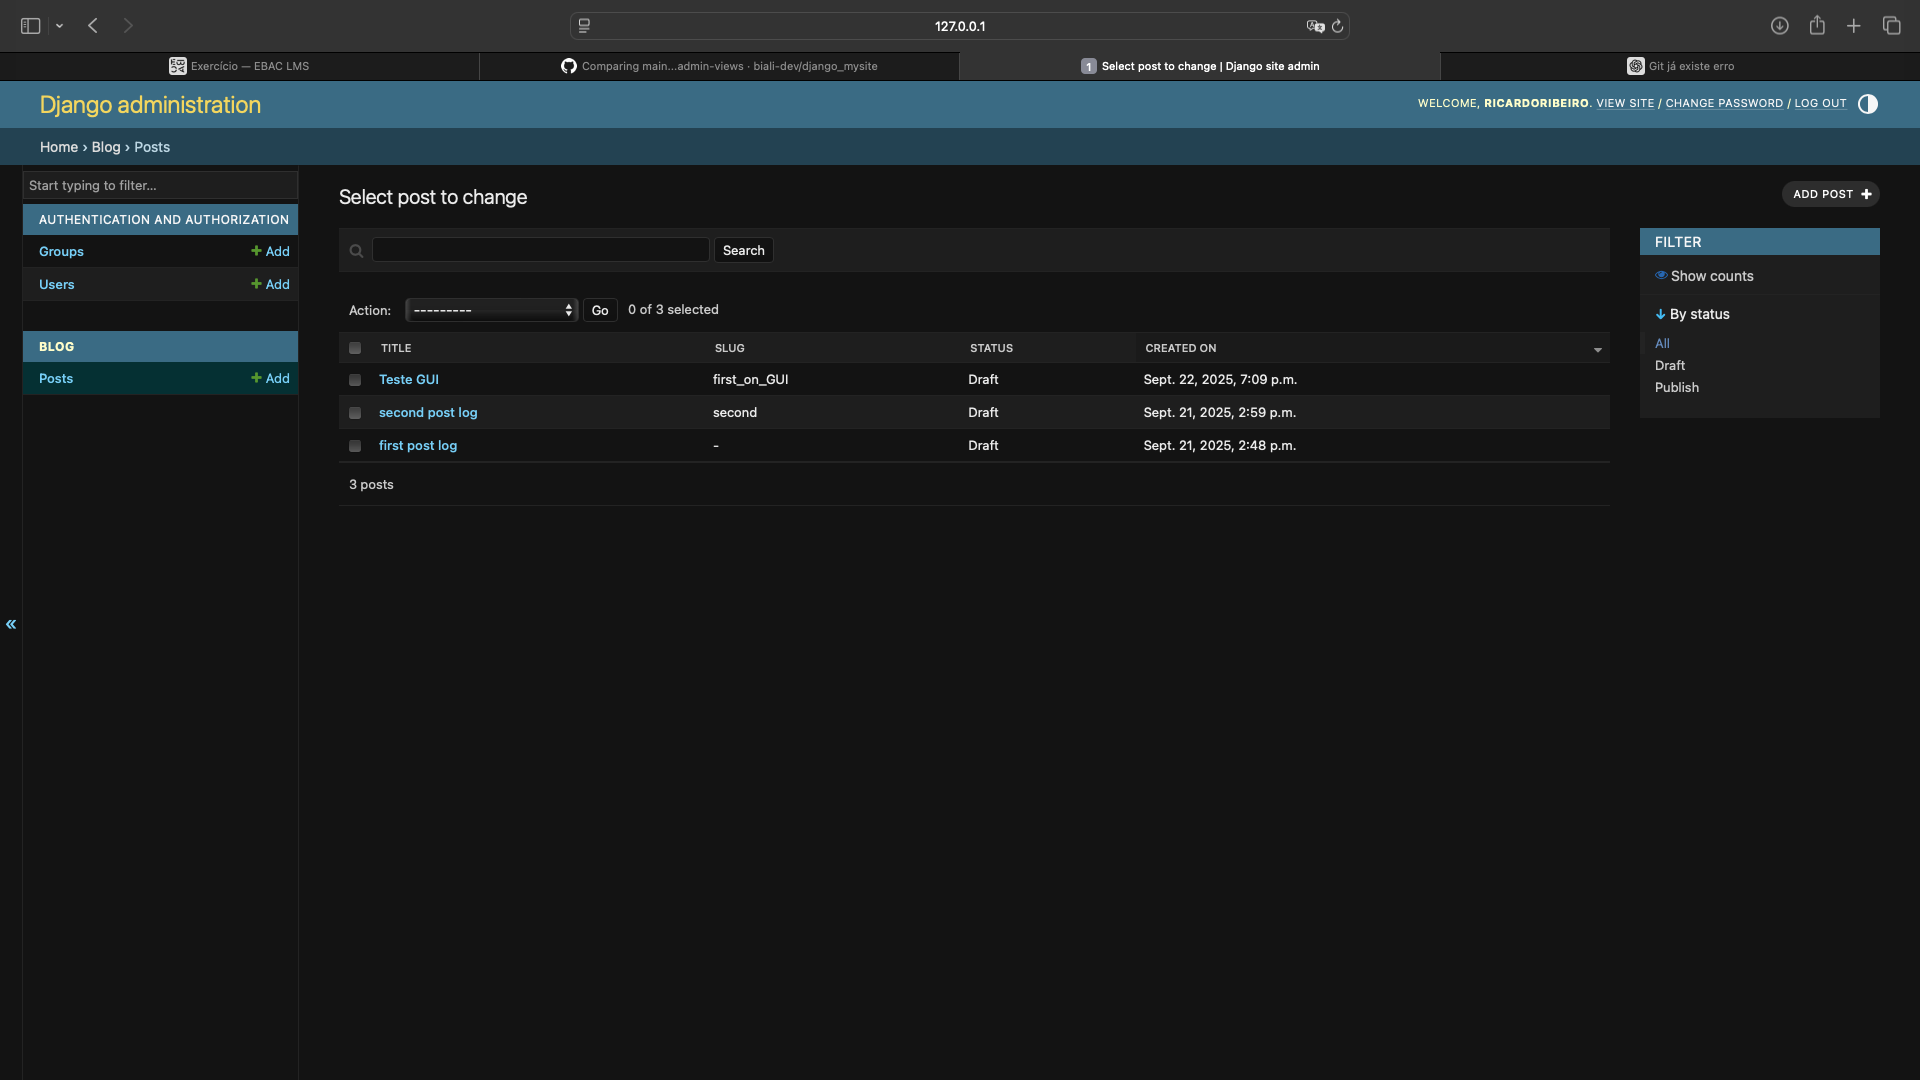 127.0.0.1
Exercício — EBAC LMS
Comparing main...admin-views · biali-dev/django_mysite
1 Select post to change | Django site admin
Git já existe erro
Django administration
WELCOME, RICARDORIBEIRO. VIEW SITE / CHANGE PASSWORD / LOG OUT
Home › Blog › Posts
Start typing to filter...
AUTHENTICATION AND AUTHORIZATION
Groups + Add
Users + Add
BLOG
Posts + Add
«
Select post to change
ADD POST +
Search
Action: --------- Go 0 of 3 selected
TITLE SLUG STATUS CREATED ON
Teste GUI first_on_GUI Draft Sept. 22, 2025, 7:09 p.m.
second post log second Draft Sept. 21, 2025, 2:59 p.m.
first post log - Draft Sept. 21, 2025, 2:48 p.m.
3 posts
FILTER
Show counts
↓ By status
All
Draft
Publish